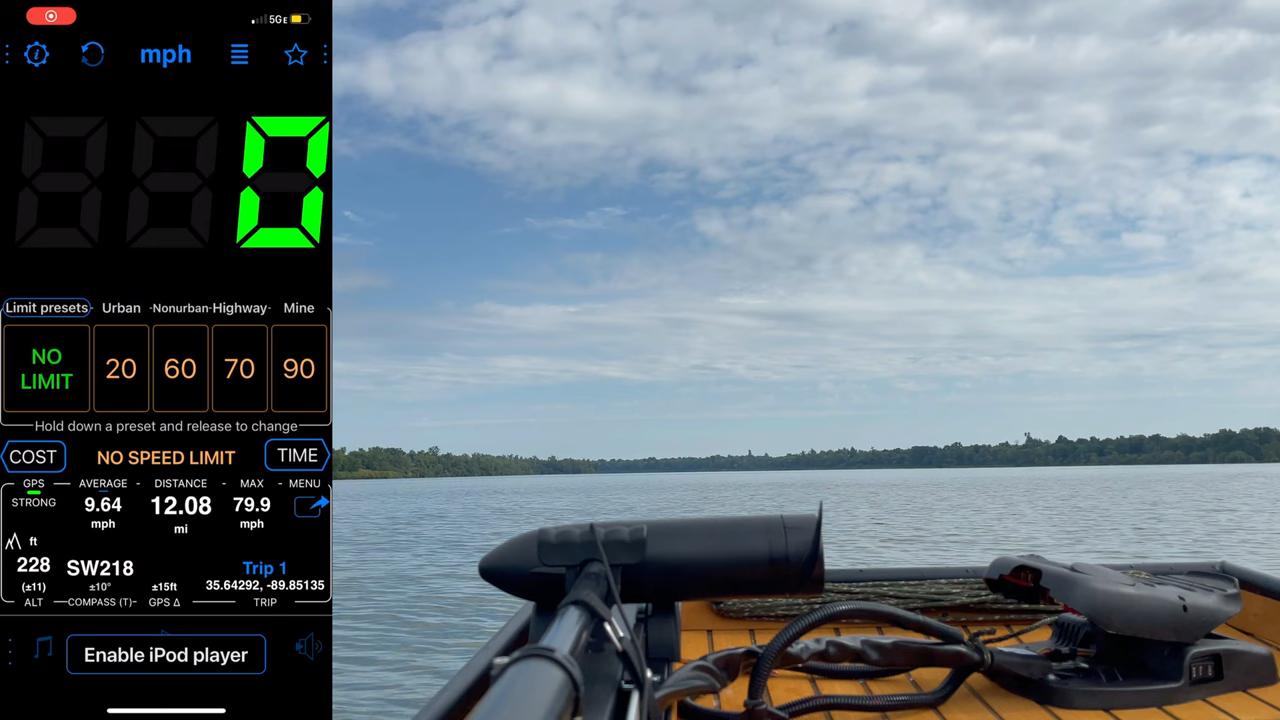 5GE
mph
0
Limit presets Urban -Nonurban- Highway- Mine
NO LIMIT 20 60 70 90
Hold down a preset and release to change
COST NO SPEED LIMIT TIME
GPS AVERAGE - DISTANCE - MAX - MENU
STRONG 9.64 mph 12.08 mi 79.9 mph
ft
228 SW218 Trip 1
(±11) ±10° ±15ft 35.64292, -89.85135
ALT COMPASS (T) GPS Δ TRIP
Enable iPod player